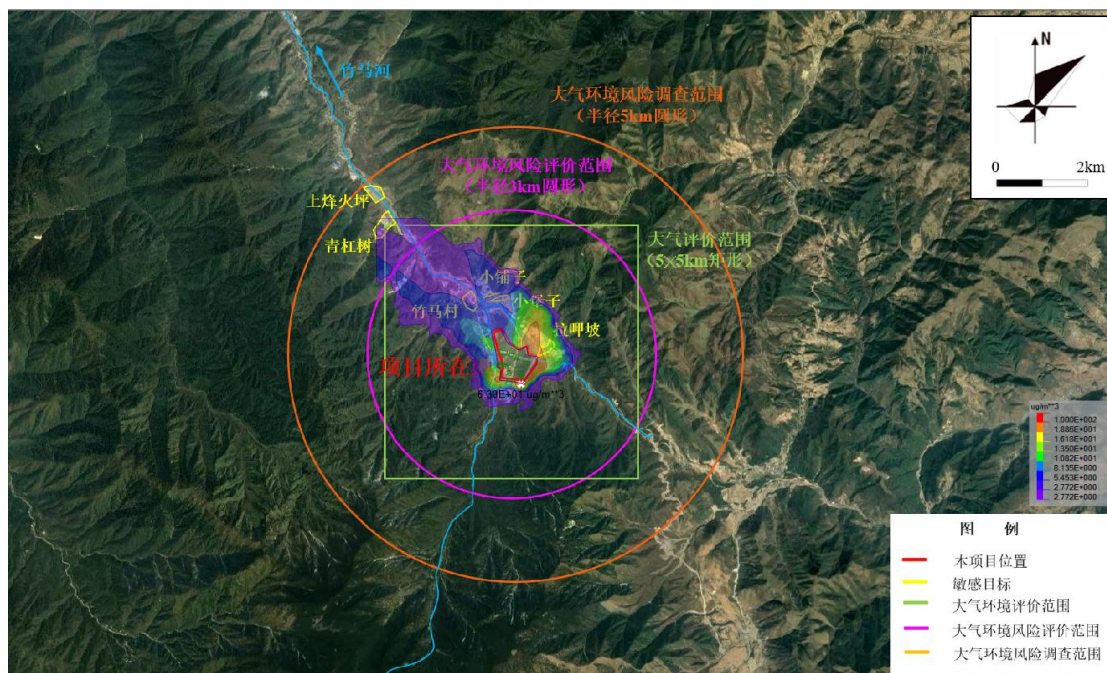 竹马河
大气环境风险调查范围
（半径5km圆形）
N
0 2km
大气环境风险评价范围
（半径3km圆形）
上烽火坪
青杠树
大气评价范围
（5×5km矩形）
小铺子
小铺子
竹马村
拉呷坡
项目所在
6.30E+01 ug/m**3
ug/m**3
1.000E+002
1.886E+001
1.618E+001
1.350E+001
1.082E+001
8.135E+000
5.453E+000
2.772E+000
2.772E+000
图 例
本项目位置
敏感目标
大气环境评价范围
大气环境风险评价范围
大气环境风险调查范围